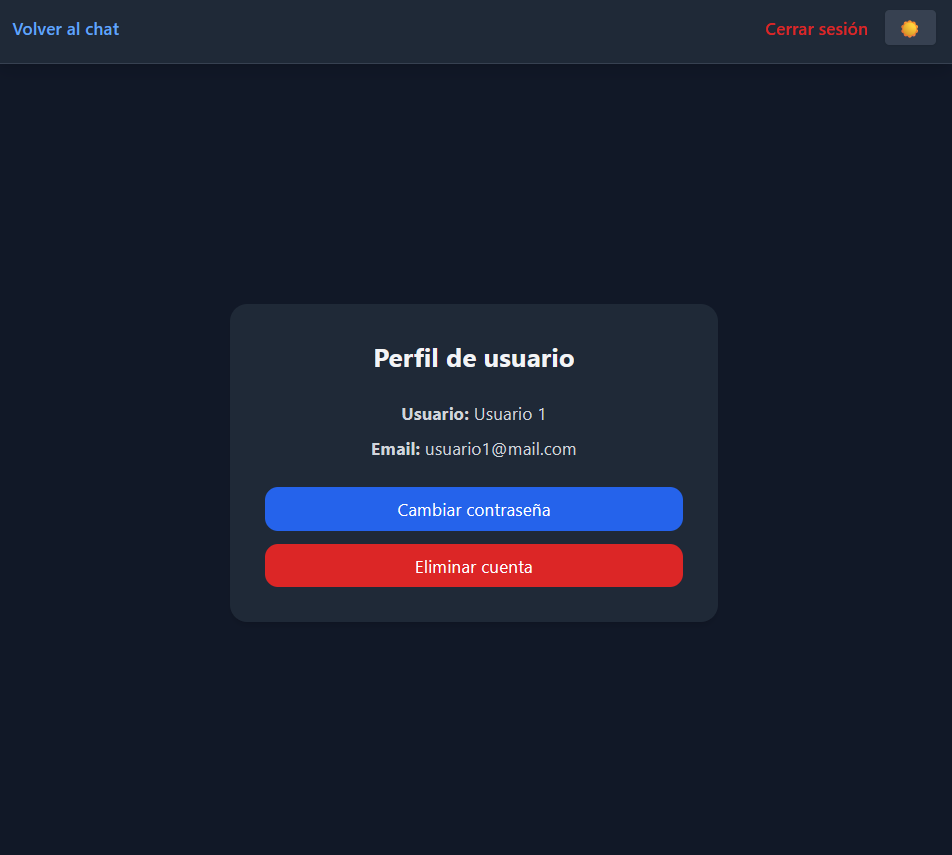 Volver al chat
Cerrar sesión
Perfil de usuario
Usuario: Usuario 1
Email: usuario1@mail.com
Cambiar contraseña
Eliminar cuenta